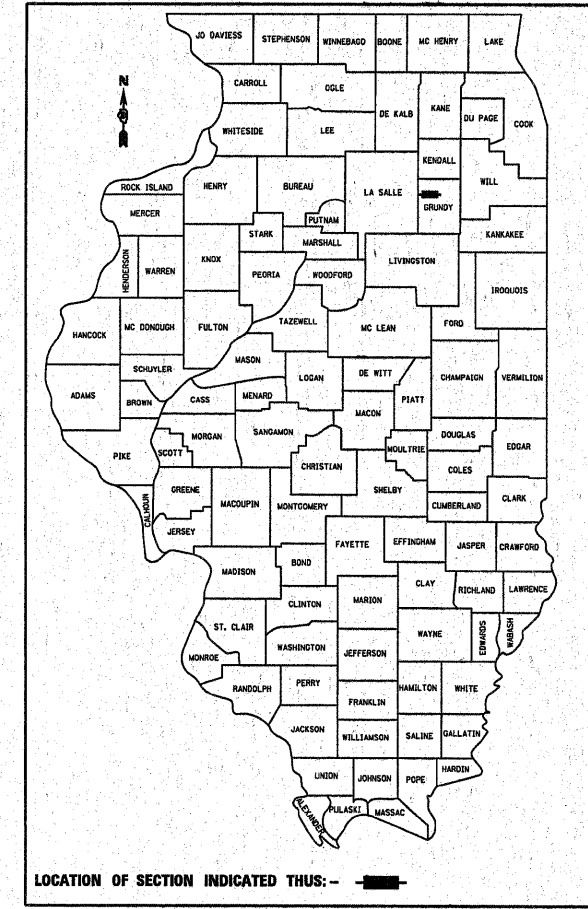 JO DAVIESS STEPHENSON WINNEBAGO BOONE MC HENRY LAKE
CARROLL OGLE
DE KALB KANE DU PAGE COOK
N
WHITESIDE LEE
KENDALL
ROCK ISLAND HENRY BUREAU LA SALLE WILL
MERCER PUTNAM GRUNDY
STARK MARSHALL KANKAKEE
HENDERSON WARREN KNOX PEORIA WOODFORD LIVINGSTON
IROQUOIS
HANCOCK MC DONOUGH FULTON TAZEWELL MC LEAN FORD
SCHUYLER MASON
ADAMS BROWN CASS MENARD LOGAN DE WITT PIATT CHAMPAIGN VERMILION
MACON
PIKE SCOTT MORGAN SANGAMON MOULTRIE DOUGLAS EDGAR
CHRISTIAN COLES
CALHOUN GREENE MACOUPIN MONTGOMERY SHELBY CUMBERLAND CLARK
JERSEY
FAYETTE EFFINGHAM JASPER CRAWFORD
MADISON BOND
CLAY RICHLAND LAWRENCE
CLINTON MARION
ST. CLAIR WAYNE EDWARDS WABASH
MONROE WASHINGTON JEFFERSON
RANDOLPH PERRY HAMILTON WHITE
FRANKLIN
JACKSON WILLIAMSON SALINE GALLATIN
UNION JOHNSON POPE HARDIN
ALEXANDER PULASKI MASSAC
LOCATION OF SECTION INDICATED THUS: -